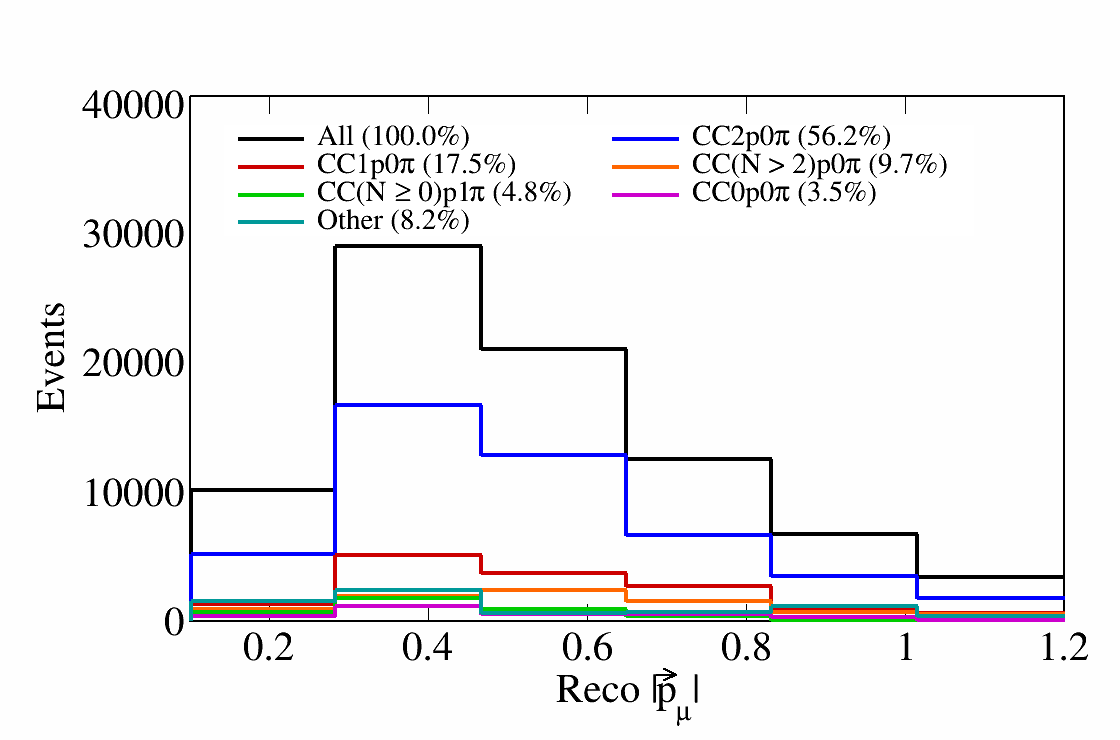 40000
All (100.0%) CC2p0π (56.2%)
CC1p0π (17.5%) CC(N > 2)p0π (9.7%)
CC(N ≥ 0)p1π (4.8%) CC0p0π (3.5%)
Other (8.2%)
30000
Events
20000
10000
0
0.2 0.4 0.6 0.8 1 1.2
Reco |p⃗_μ|